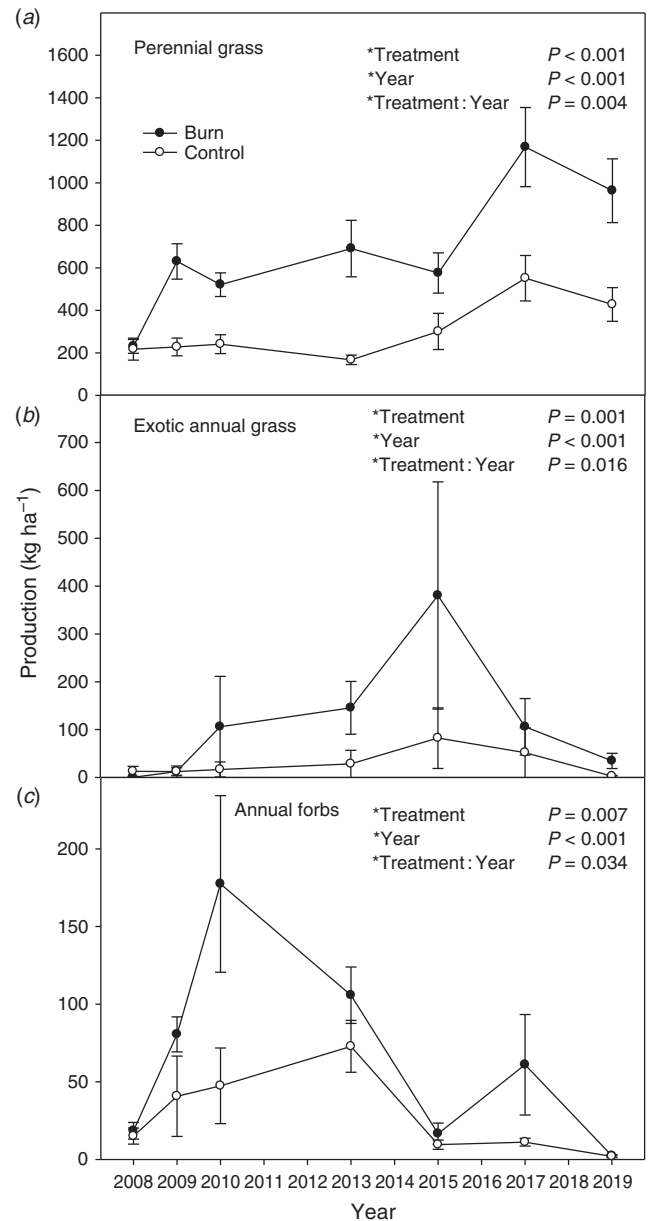 (a)
Perennial grass
*Treatment P < 0.001
*Year P < 0.001
*Treatment : Year P = 0.004
Burn
Control
1600
1400
1200
1000
800
600
400
200
0
(b)
Exotic annual grass
*Treatment P = 0.001
*Year P < 0.001
*Treatment : Year P = 0.016
700
600
500
400
300
200
100
0
Production (kg ha⁻¹)
(c)
Annual forbs
*Treatment P = 0.007
*Year P < 0.001
*Treatment : Year P = 0.034
200
150
100
50
0
2008 2009 2010 2011 2012 2013 2014 2015 2016 2017 2018 2019
Year